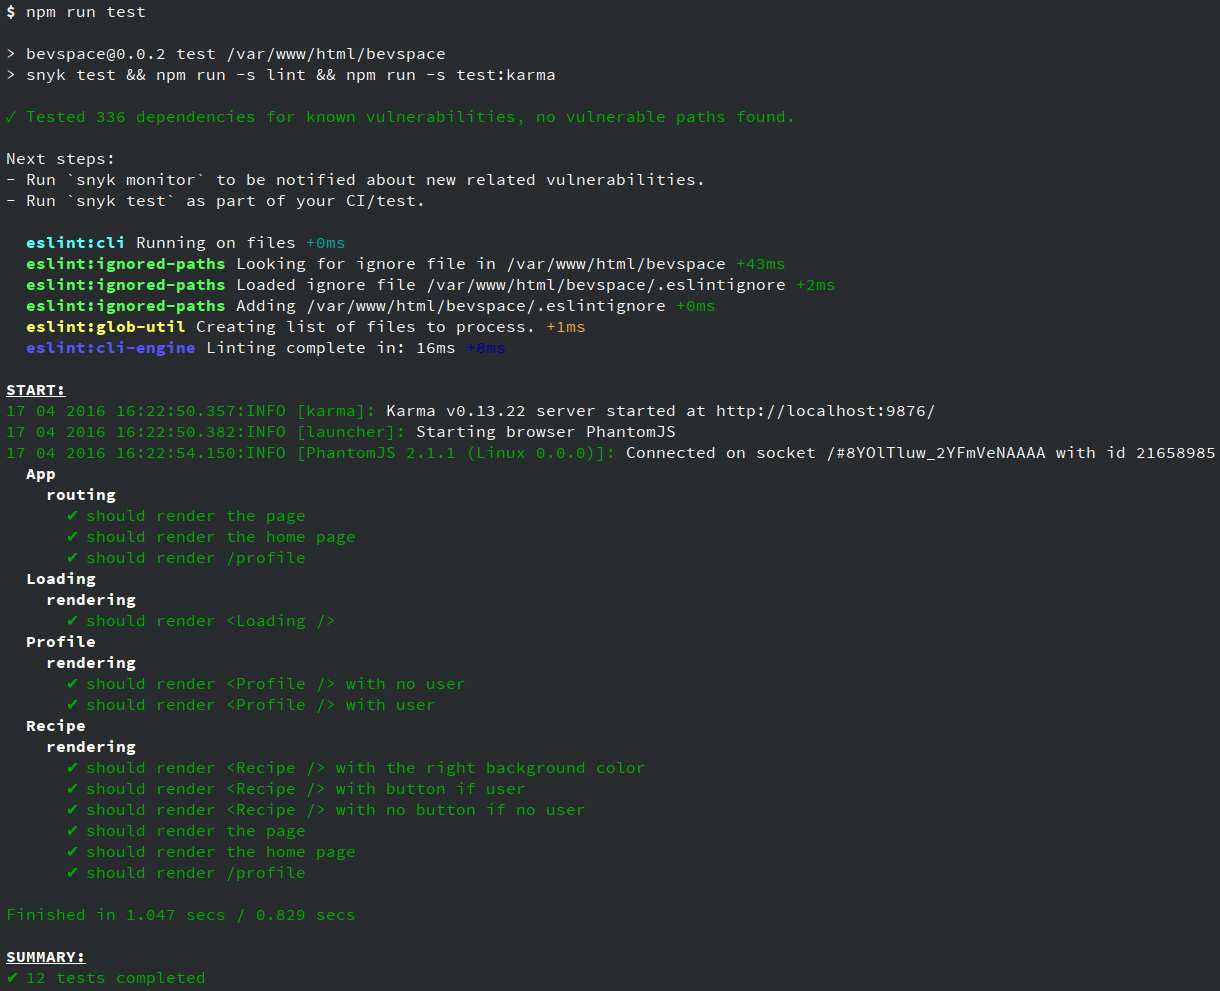 $ npm run test
> bevspace@0.0.2 test /var/www/html/bevspace
> snyk test && npm run -s lint && npm run -s test:karma
✓ Tested 336 dependencies for known vulnerabilities, no vulnerable paths found.
Next steps:
- Run `snyk monitor` to be notified about new related vulnerabilities.
- Run `snyk test` as part of your CI/test.
eslint:cli Running on files +0ms
eslint:ignored-paths Looking for ignore file in /var/www/html/bevspace +43ms
eslint:ignored-paths Loaded ignore file /var/www/html/bevspace/.eslintignore +2ms
eslint:ignored-paths Adding /var/www/html/bevspace/.eslintignore +0ms
eslint:glob-util Creating list of files to process. +1ms
eslint:cli-engine Linting complete in: 16ms +8ms
START:
17 04 2016 16:22:50.357:INFO [karma]: Karma v0.13.22 server started at http://localhost:9876/
17 04 2016 16:22:50.382:INFO [launcher]: Starting browser PhantomJS
17 04 2016 16:22:54.150:INFO [PhantomJS 2.1.1 (Linux 0.0.0)]: Connected on socket /#8YOlTluw_2YFmVeNAAAA with id 21658985
App
routing
✔ should render the page
✔ should render the home page
✔ should render /profile
Loading
rendering
✔ should render <Loading />
Profile
rendering
✔ should render <Profile /> with no user
✔ should render <Profile /> with user
Recipe
rendering
✔ should render <Recipe /> with the right background color
✔ should render <Recipe /> with button if user
✔ should render <Recipe /> with no button if no user
✔ should render the page
✔ should render the home page
✔ should render /profile
Finished in 1.047 secs / 0.829 secs
SUMMARY:
✔ 12 tests completed